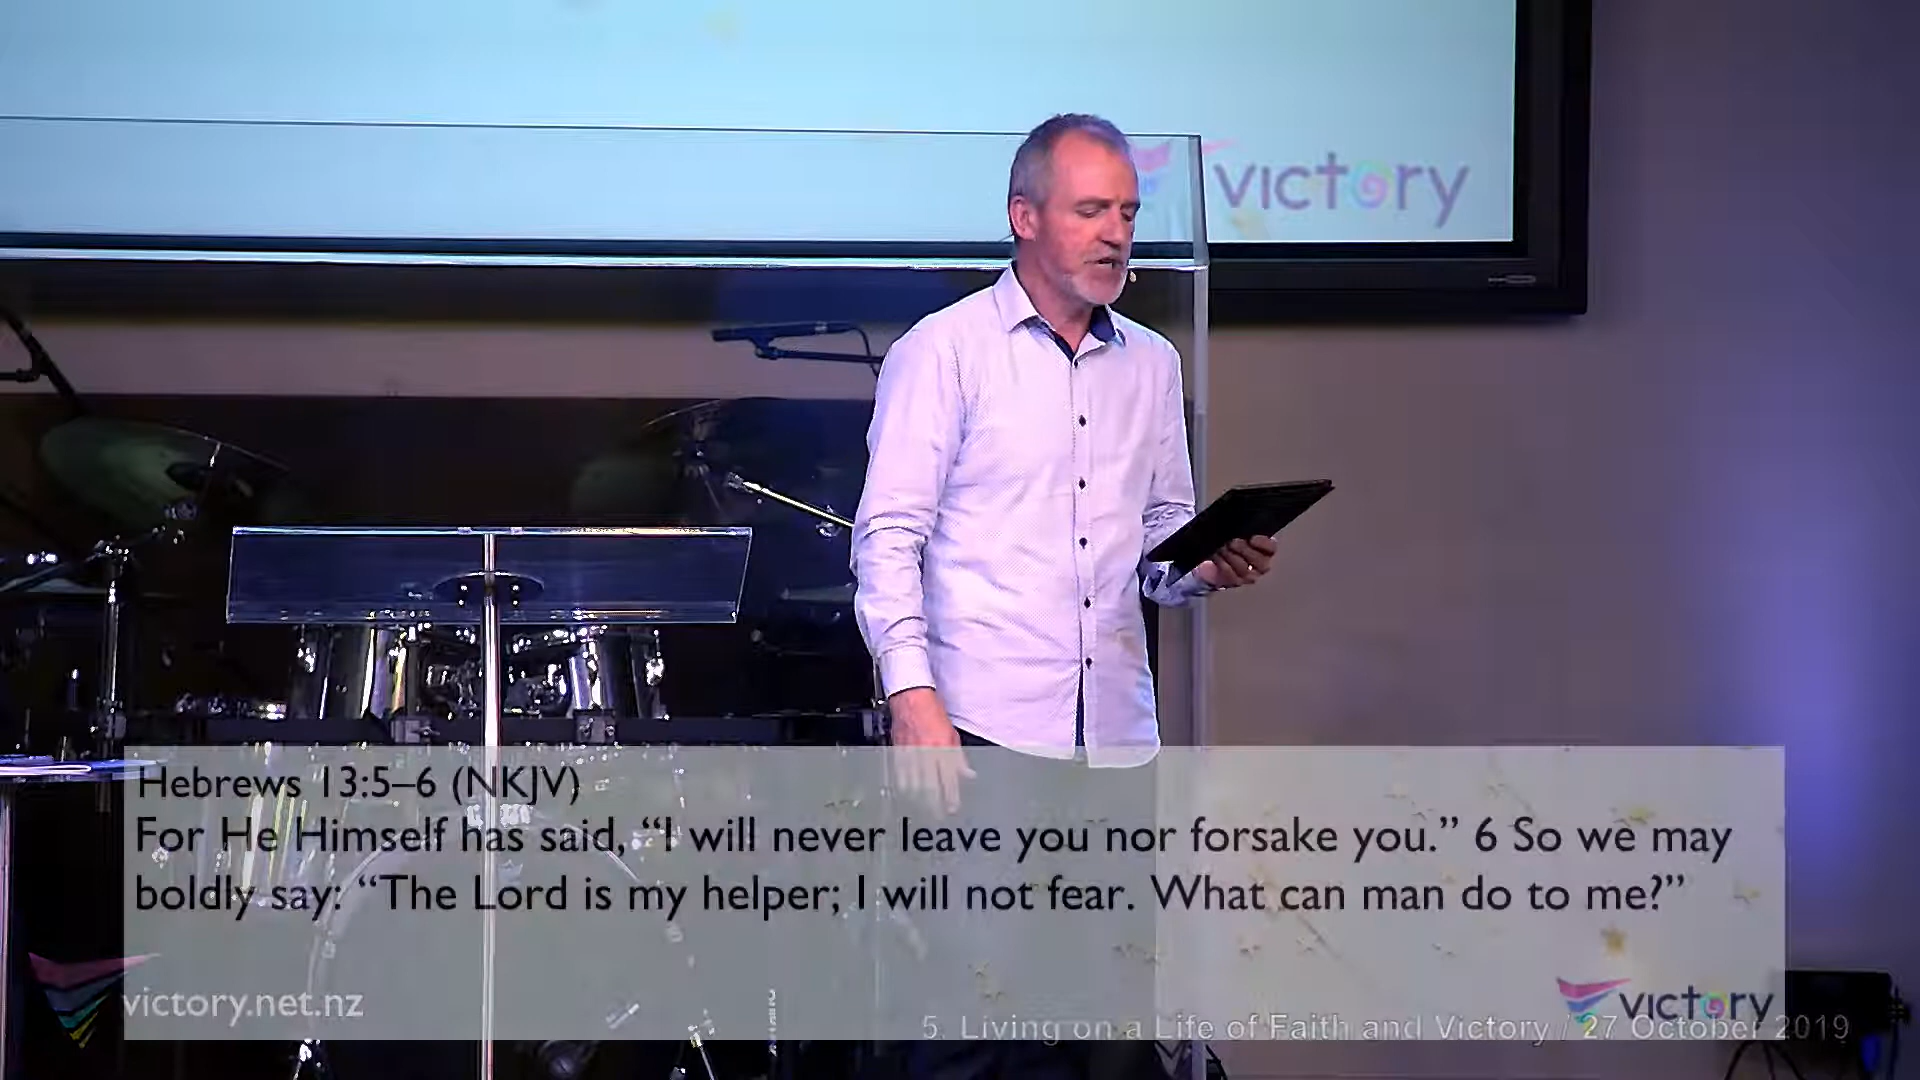 victory
Hebrews 13:5–6 (NKJV)
For He Himself has said, “I will never leave you nor forsake you.” 6 So we may
boldly say: “The Lord is my helper; I will not fear. What can man do to me?”
victory.net.nz
victory
5. Living on a Life of Faith and Victory / 27 October 2019